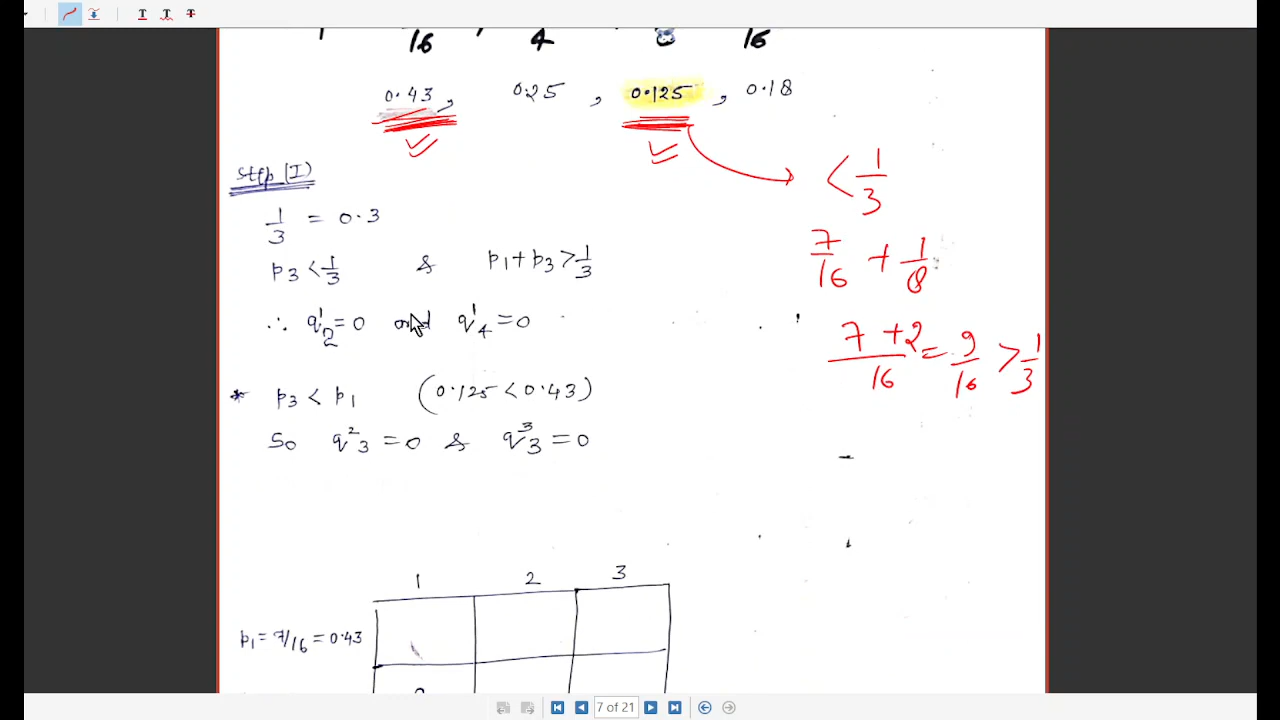 16 , 4 8 16
0.43, 0.25 , 0.125 , 0.18
Step (I)
< 1/3
1/3 = 0.3
7/16 + 1/8
p3 < 1/3 & p1 + p3 > 1/3
∴ q¹2 = 0 and q¹4 = 0
7 + 2 / 16 = 9/16 > 1/3
* p3 < p1 (0.125 < 0.43)
So q²3 = 0 & q³3 = 0
1 2 3
p1 = 7/16 = 0.43
7 of 21